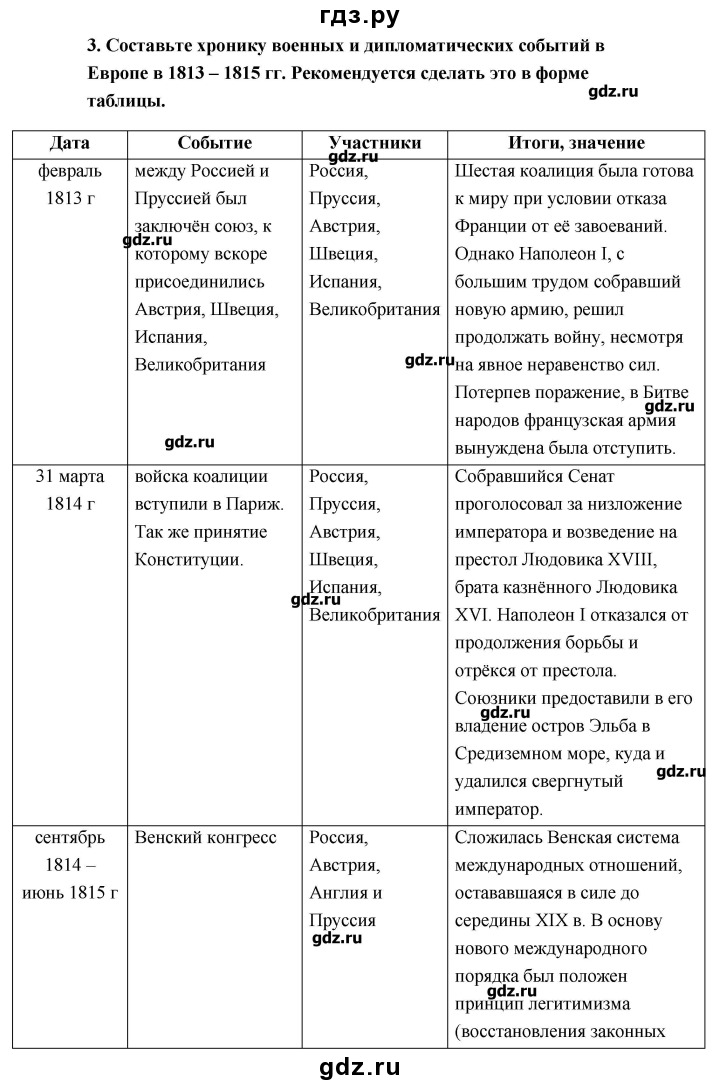 гдз.ру
3. Составьте хронику военных и дипломатических событий в
Европе в 1813 – 1815 гг. Рекомендуется сделать это в форме
таблицы.
gdz.ru
Дата
Событие
Участники
Итоги, значение
gdz.ru
февраль
1813 г
между Россией и
Пруссией был
заключён союз, к
которому вскоре
присоединились
Австрия, Швеция,
Испания,
Великобритания
gdz.ru
Россия,
Пруссия,
Австрия,
Швеция,
Испания,
Великобритания
Шестая коалиция была готова
к миру при условии отказа
Франции от её завоеваний.
Однако Наполеон I, с
большим трудом собравший
новую армию, решил
продолжать войну, несмотря
на явное неравенство сил.
Потерпев поражение, в Битве
народов французская армия
вынуждена была отступить.
gdz.ru
gdz.ru
gdz.ru
31 марта
1814 г
войска коалиции
вступили в Париж.
Так же принятие
Конституции.
Россия,
Пруссия,
Австрия,
Швеция,
Испания,
Великобритания
gdz.ru
Собравшийся Сенат
проголосовал за низложение
императора и возведение на
престол Людовика XVIII,
брата казнённого Людовика
XVI. Наполеон I отказался от
продолжения борьбы и
отрёкся от престола.
Союзники предоставили в его
владение остров Эльба в
Средиземном море, куда и
удалился свергнутый
император.
gdz.ru
gdz.ru
сентябрь
1814 –
июнь 1815 г
Венский конгресс
Россия,
Австрия,
Англия и
Пруссия
gdz.ru
Сложилась Венская система
международных отношений,
остававшаяся в силе до
середины XIX в. В основу
нового международного
порядка был положен
принцип легитимизма
(восстановления законных
gdz.ru
gdz.ru